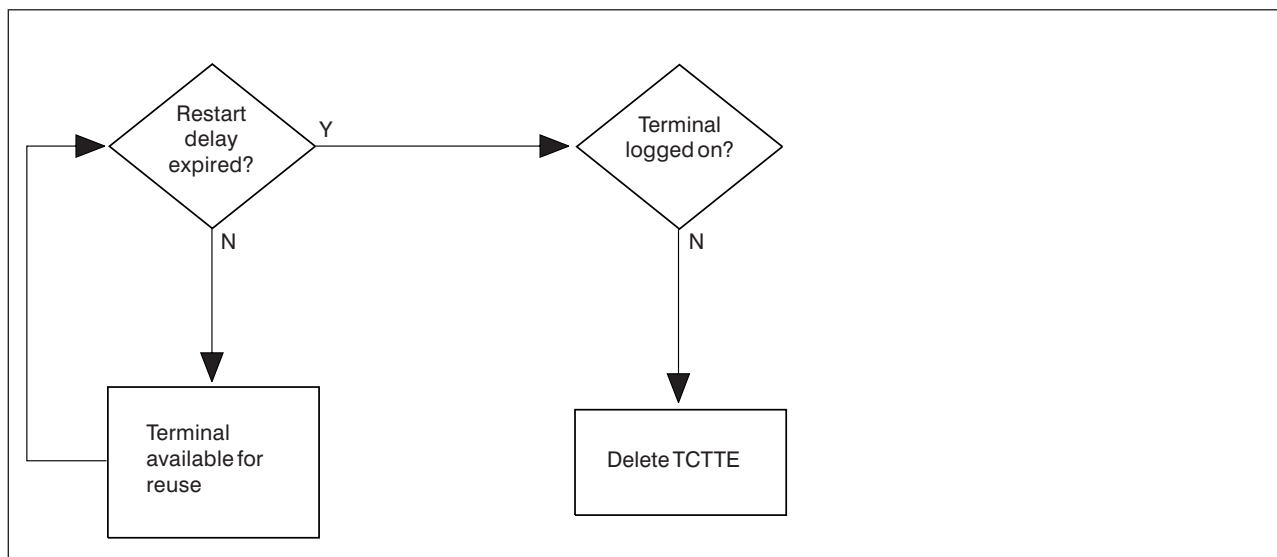 Restart
delay
expired?
Y
N
Terminal
logged on?
N
Terminal
available for
reuse
Delete TCTTE